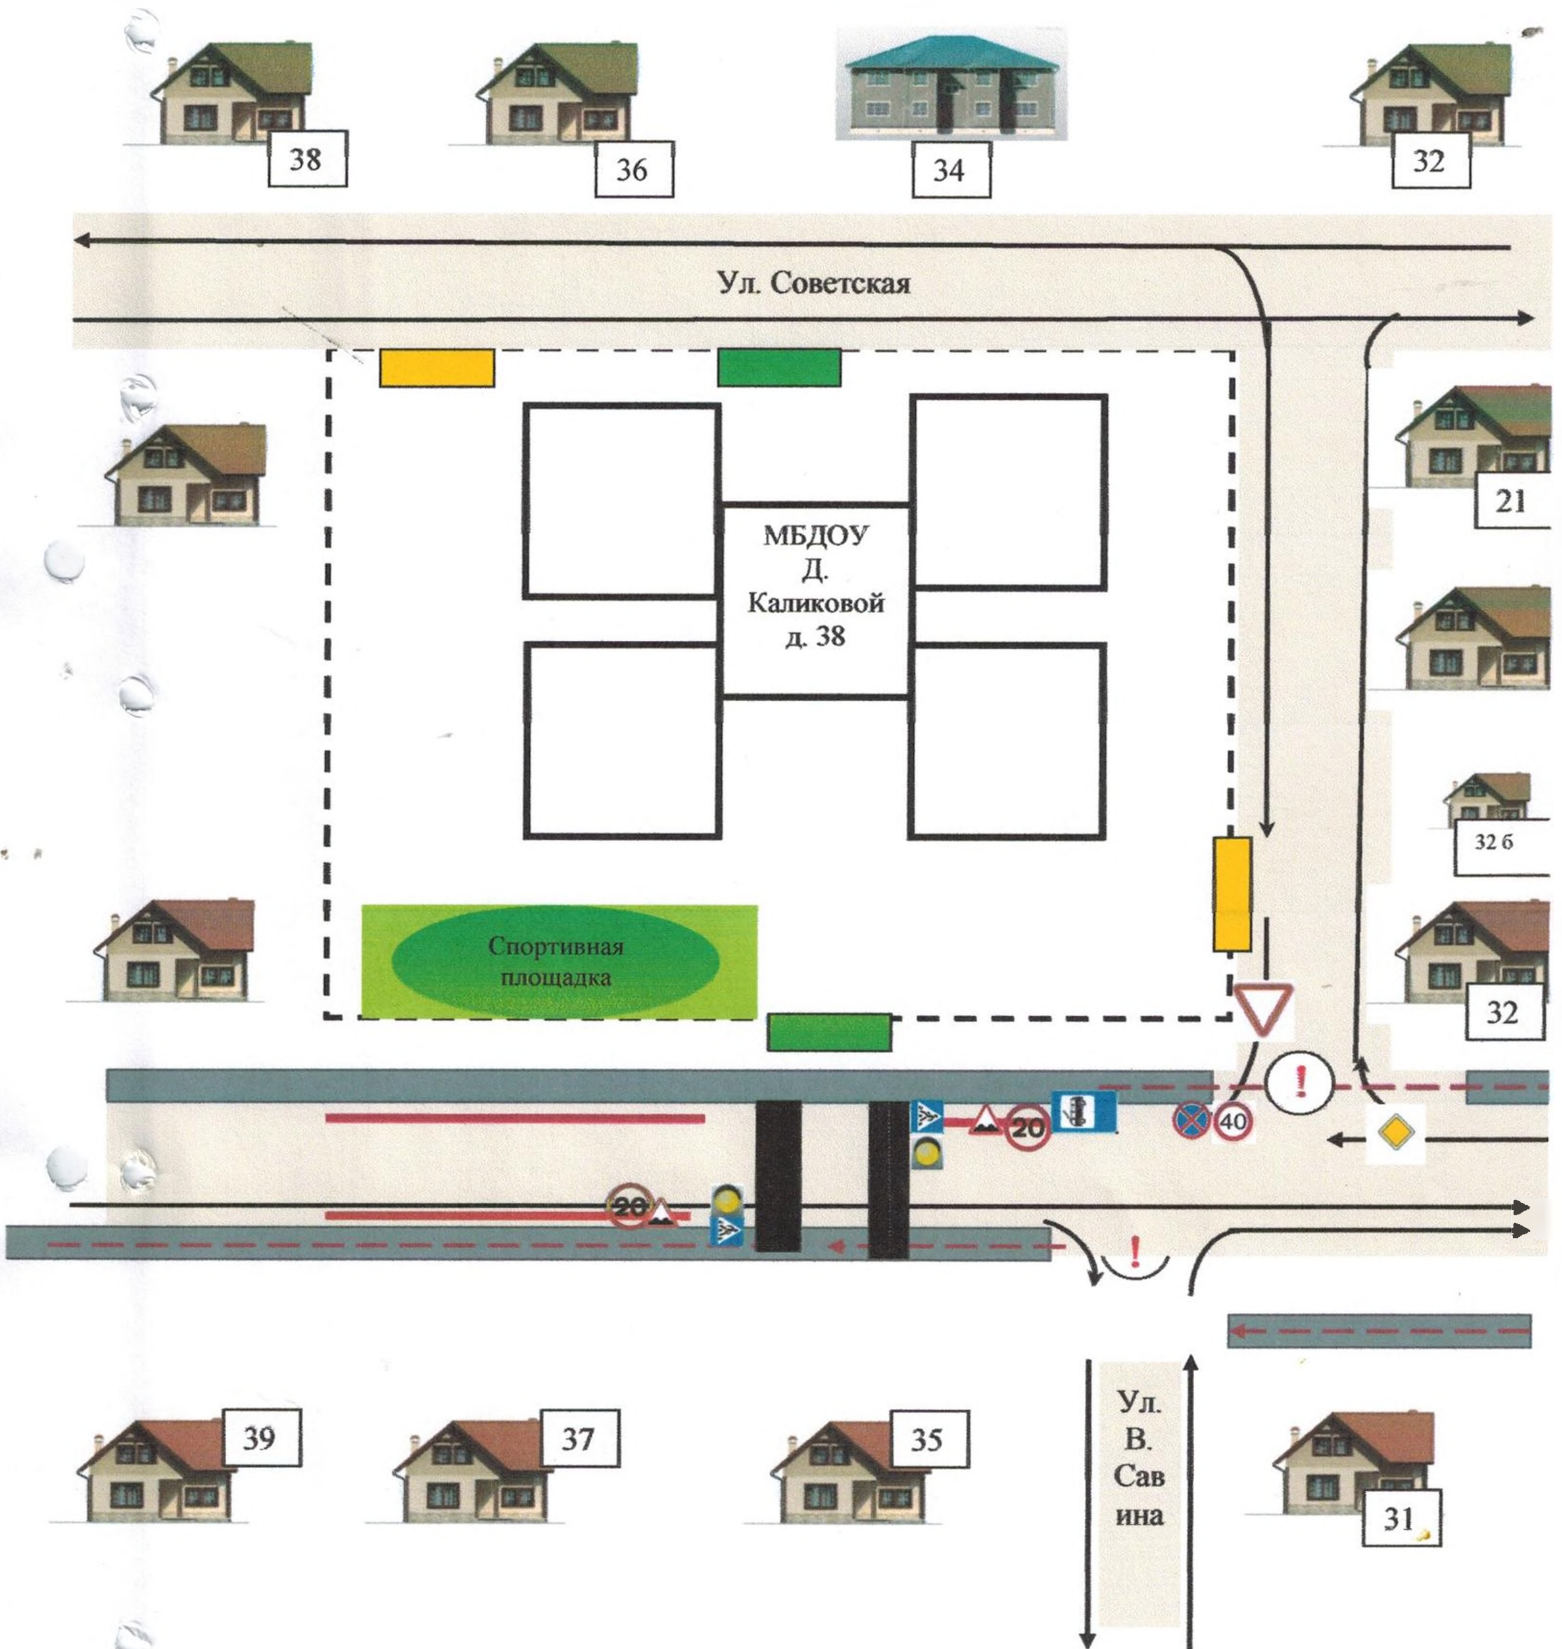 38
36
34
32
Ул. Советская
21
МБДОУ
Д.
Каликовой
д. 38
32 б
Спортивная
площадка
32
!
40
20
20
!
39
37
35
Ул.
В.
Сав
ина
31